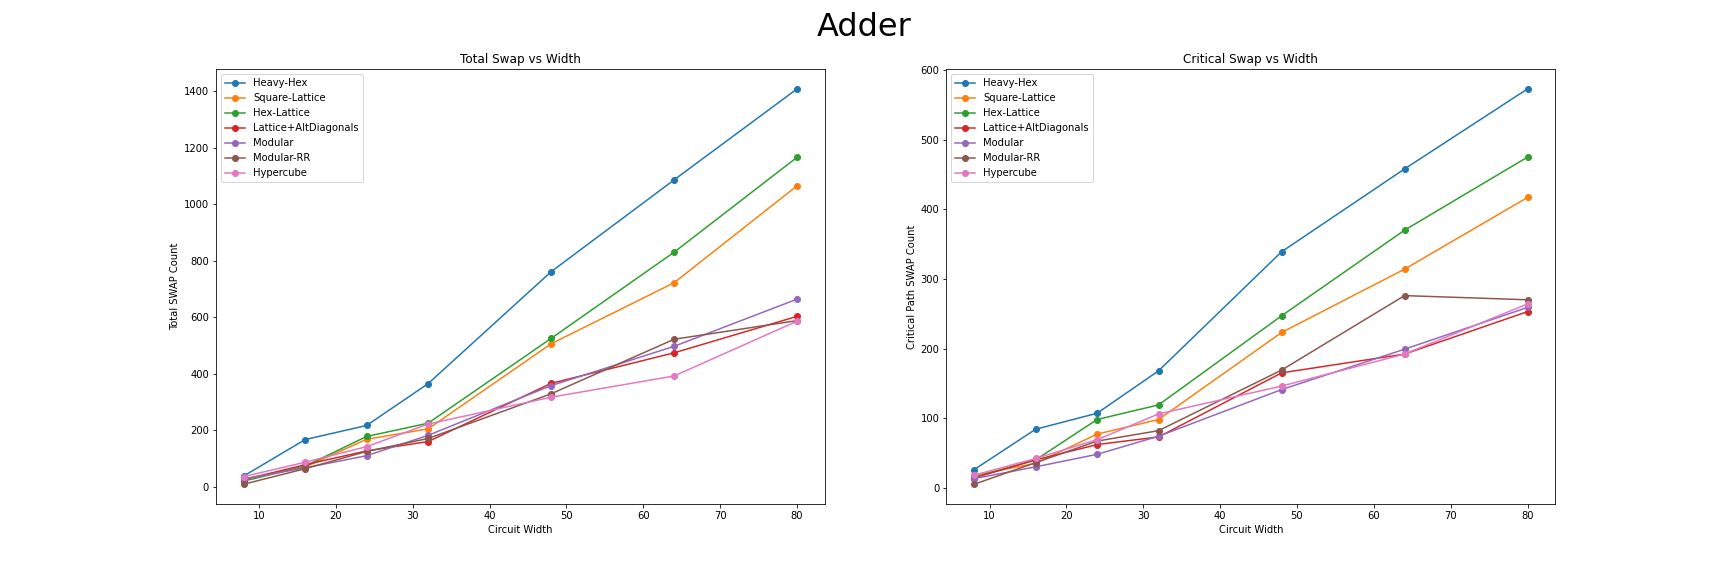 Adder
Total Swap vs Width
Total SWAP Count
1400
1200
1000
800
600
400
200
0
Heavy-Hex
Square-Lattice
Hex-Lattice
Lattice+AltDiagonals
Modular
Modular-RR
Hypercube
10 20 30 40 50 60 70 80
Circuit Width
Critical Swap vs Width
Critical Path SWAP Count
600
500
400
300
200
100
0
Heavy-Hex
Square-Lattice
Hex-Lattice
Lattice+AltDiagonals
Modular
Modular-RR
Hypercube
10 20 30 40 50 60 70 80
Circuit Width